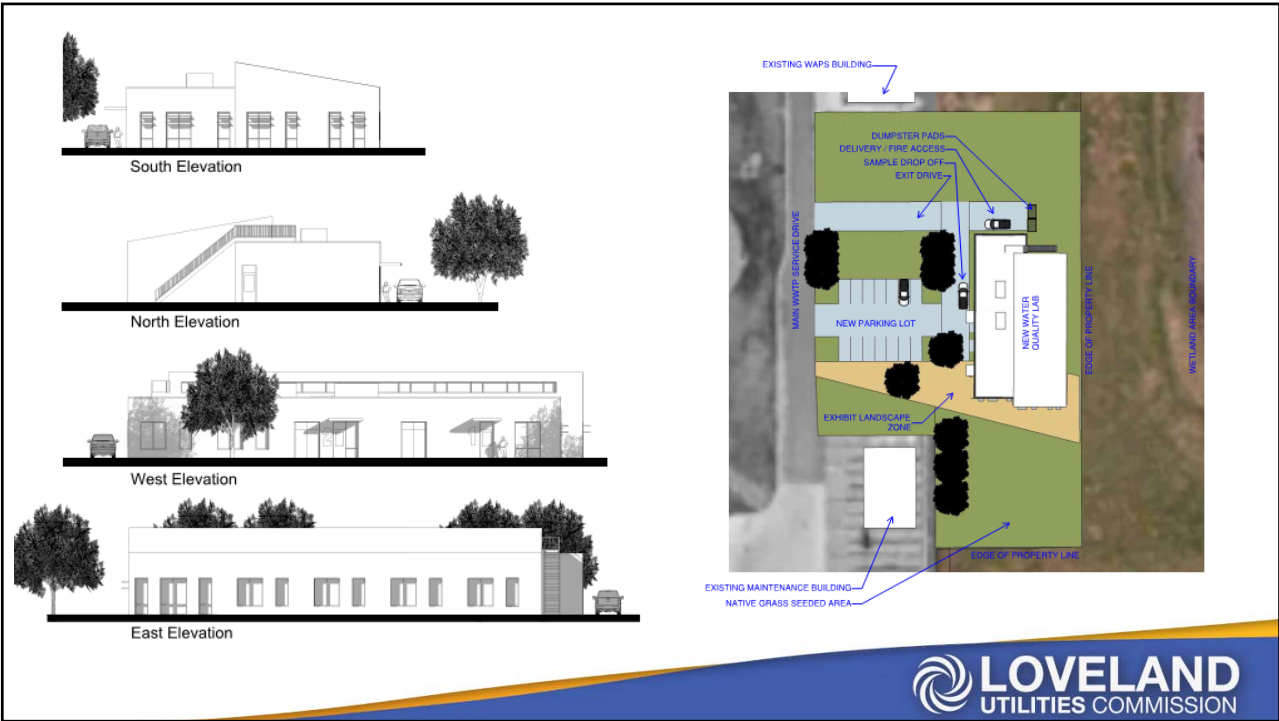 South Elevation
North Elevation
West Elevation
East Elevation
EXISTING WAPS BUILDING
DUMPSTER PADS
DELIVERY / FIRE ACCESS
SAMPLE DROP OFF
EXIT DRIVE
MAIN WWTP SERVICE DRIVE
NEW PARKING LOT
NEW WATER
QUALITY LAB
EDGE OF PROPERTY LINE
WETLAND AREA BOUNDARY
EXHIBIT LANDSCAPE
ZONE
EDGE OF PROPERTY LINE
EXISTING MAINTENANCE BUILDING
NATIVE GRASS SEEDED AREA
LOVELAND
UTILITIES COMMISSION